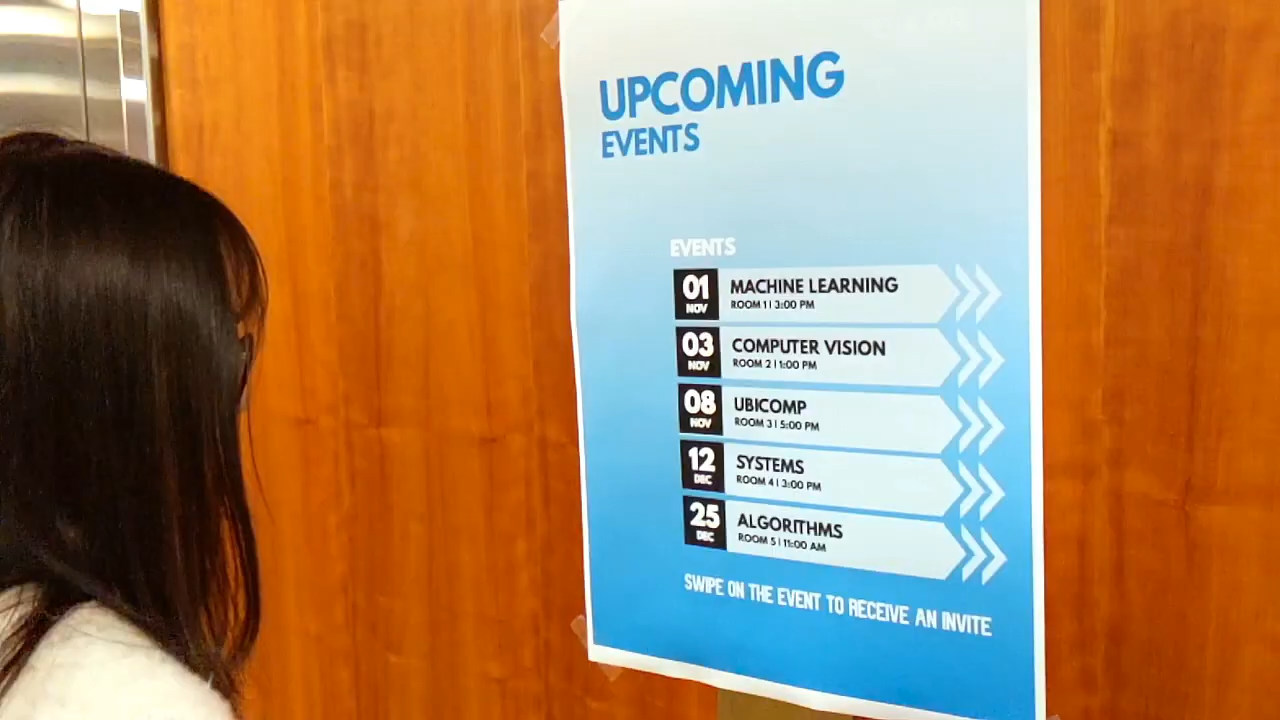 UPCOMING
EVENTS
EVENTS
01
NOV
MACHINE LEARNING
ROOM 1 | 3:00 PM
03
NOV
COMPUTER VISION
ROOM 2 | 1:00 PM
08
NOV
UBICOMP
ROOM 3 | 5:00 PM
12
DEC
SYSTEMS
ROOM 4 | 3:00 PM
25
DEC
ALGORITHMS
ROOM 5 | 11:00 AM
SWIPE ON THE EVENT TO RECEIVE AN INVITE